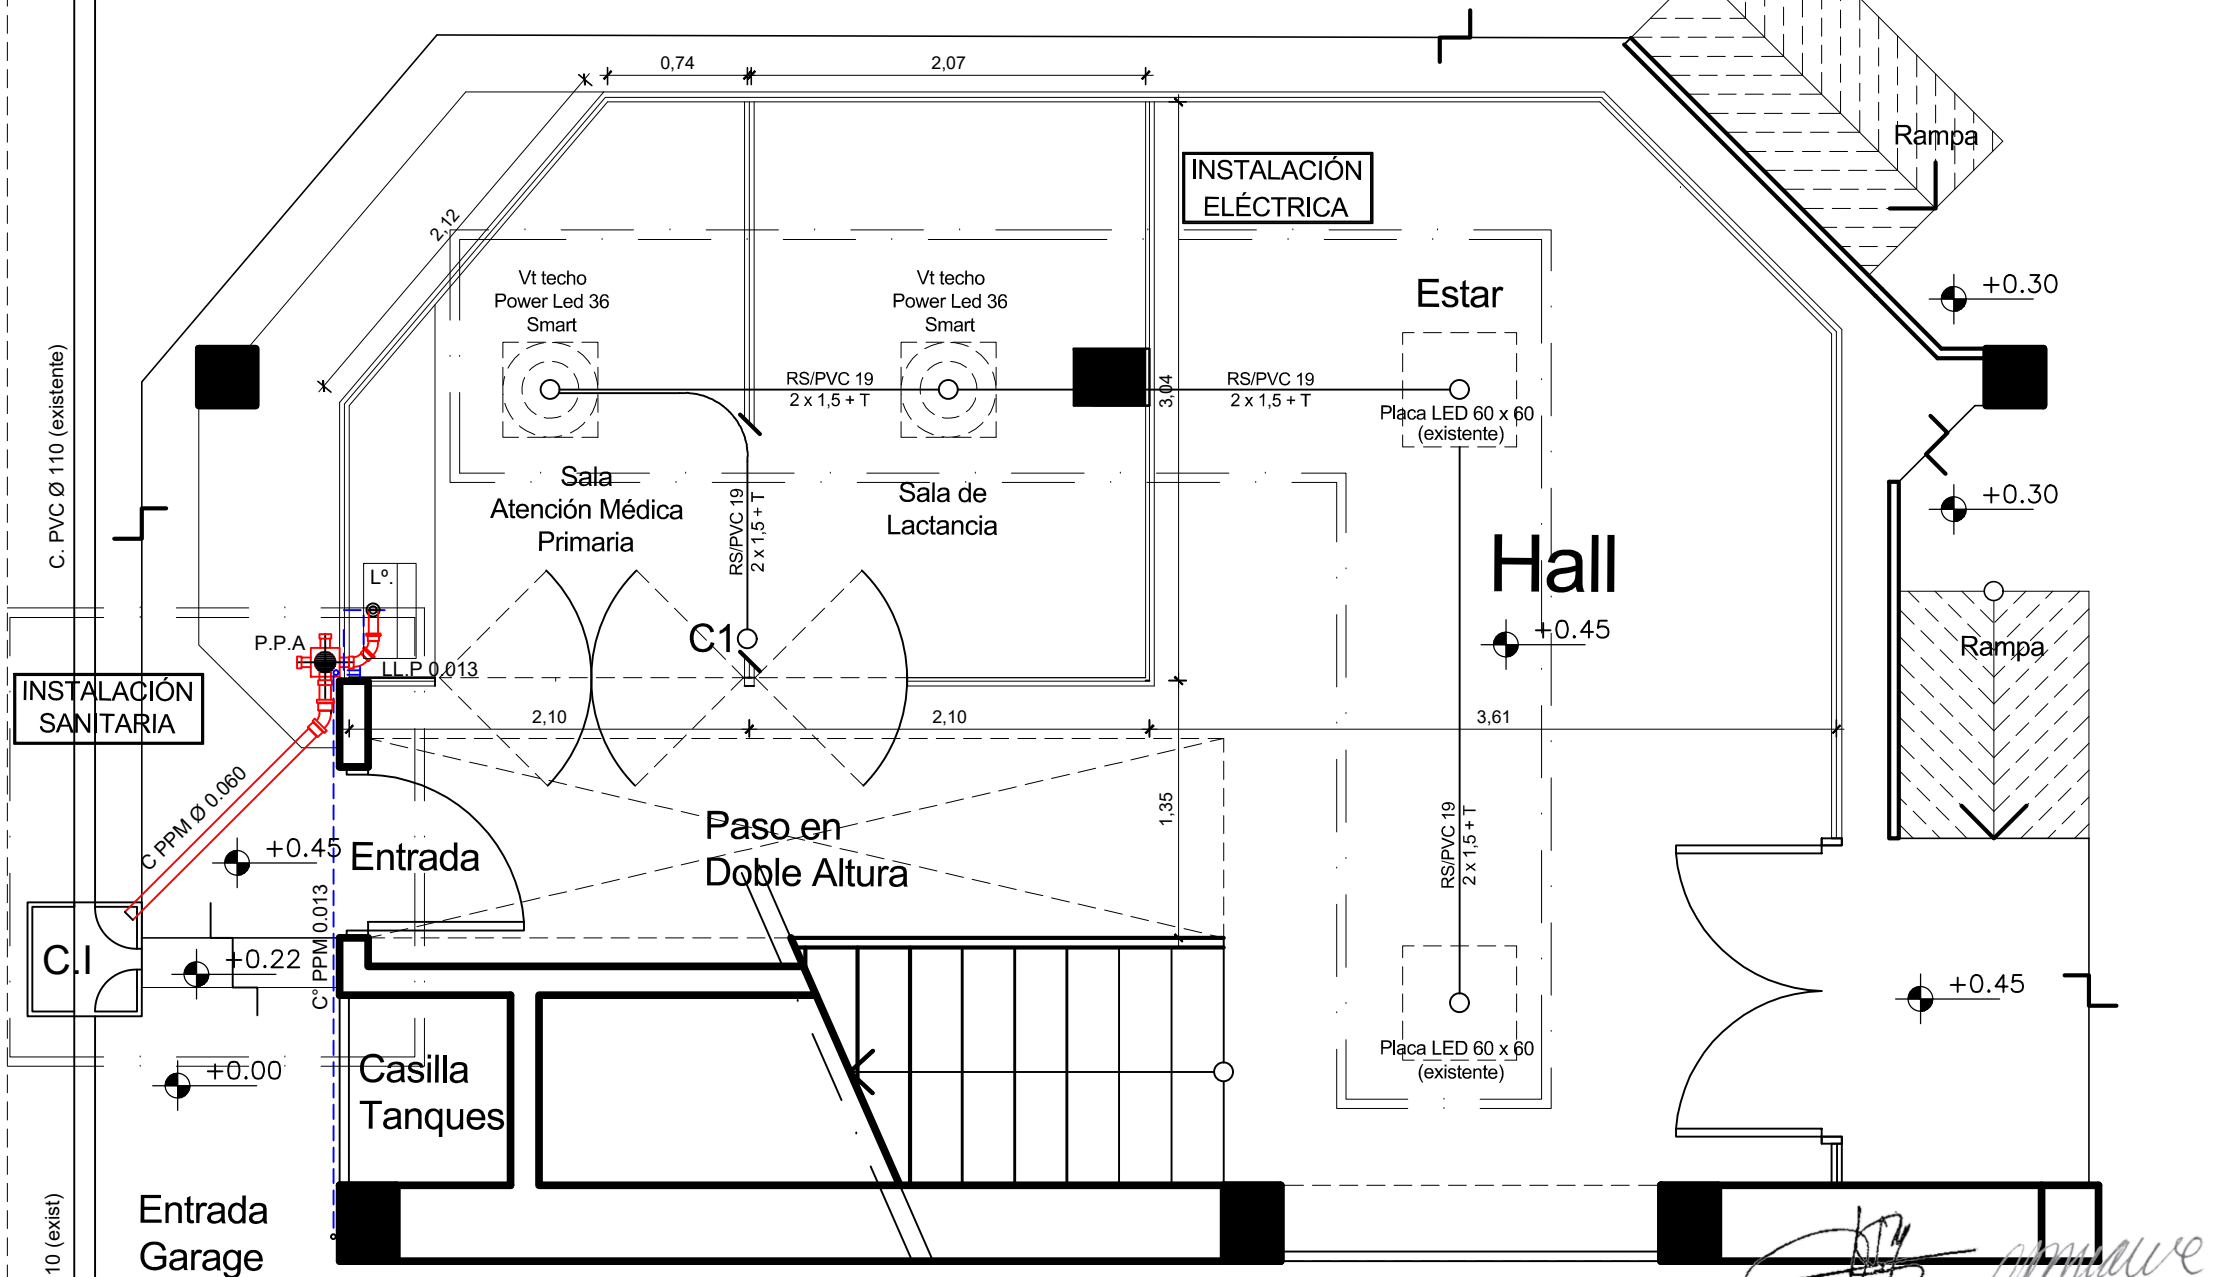 0,74
2,07
Rampa
INSTALACIÓN
ELÉCTRICA
2,12
Vt techo
Power Led 36
Smart
Vt techo
Power Led 36
Smart
Estar
+0.30
C. PVC Ø 110 (existente)
RS/PVC 19
2 x 1,5 + T
3,04
RS/PVC 19
2 x 1,5 + T
Placa LED 60 x 60
(existente)
Sala
Atención Médica
Primaria
RS/PVC 19
2 x 1,5 + T
Sala de
Lactancia
+0.30
Hall
Lº.
P.P.A
C1
+0.45
Rampa
LL.P 0.013
INSTALACIÓN
SANITARIA
2,10
2,10
3,61
C PPM Ø 0.060
1,35
Paso en
Doble Altura
RS/PVC 19
2 x 1,5 + T
+0.45
Entrada
C° PPM 0.013
C.I
+0.22
+0.45
Placa LED 60 x 60
(existente)
+0.00
Casilla
Tanques
Entrada
Garage
10 (exist)